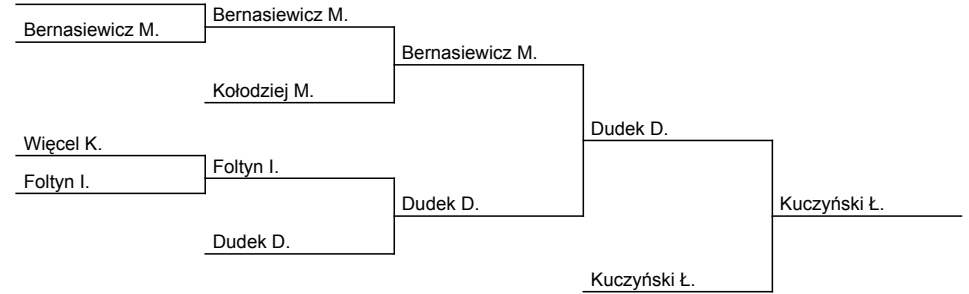 Bernasiewicz M.
Bernasiewicz M.
Bernasiewicz M.
Kołodziej M.
Dudek D.
Więcel K.
Foltyn I.
Foltyn I.
Dudek D.
Kuczyński Ł.
Dudek D.
Kuczyński Ł.